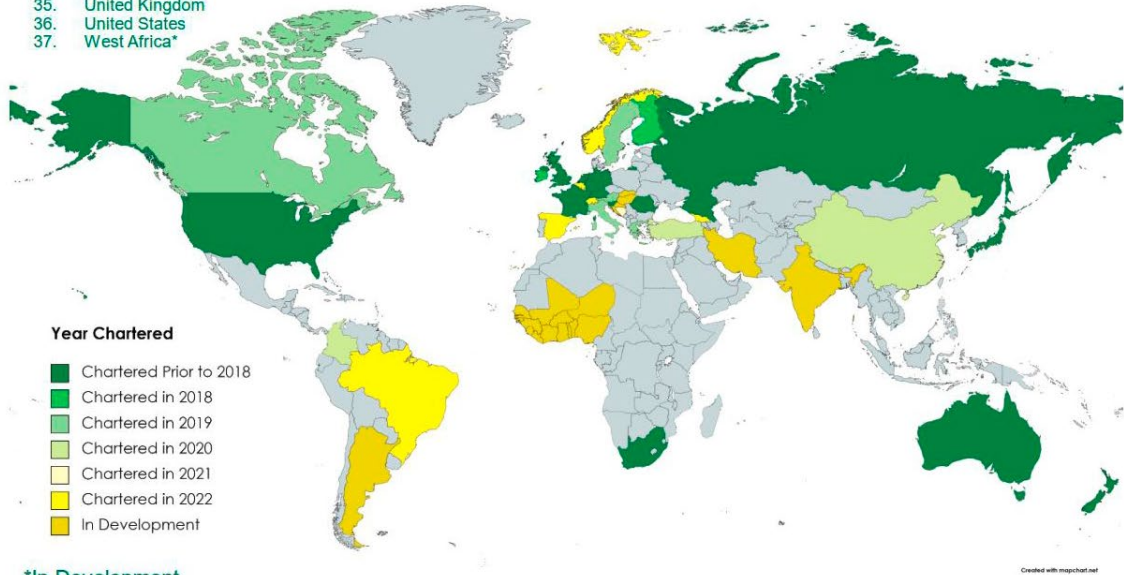 35. United Kingdom
36. United States
37. West Africa*
Year Chartered
Chartered Prior to 2018
Chartered in 2018
Chartered in 2019
Chartered in 2020
Chartered in 2021
Chartered in 2022
In Development
*In Development
Created with mapchart.net